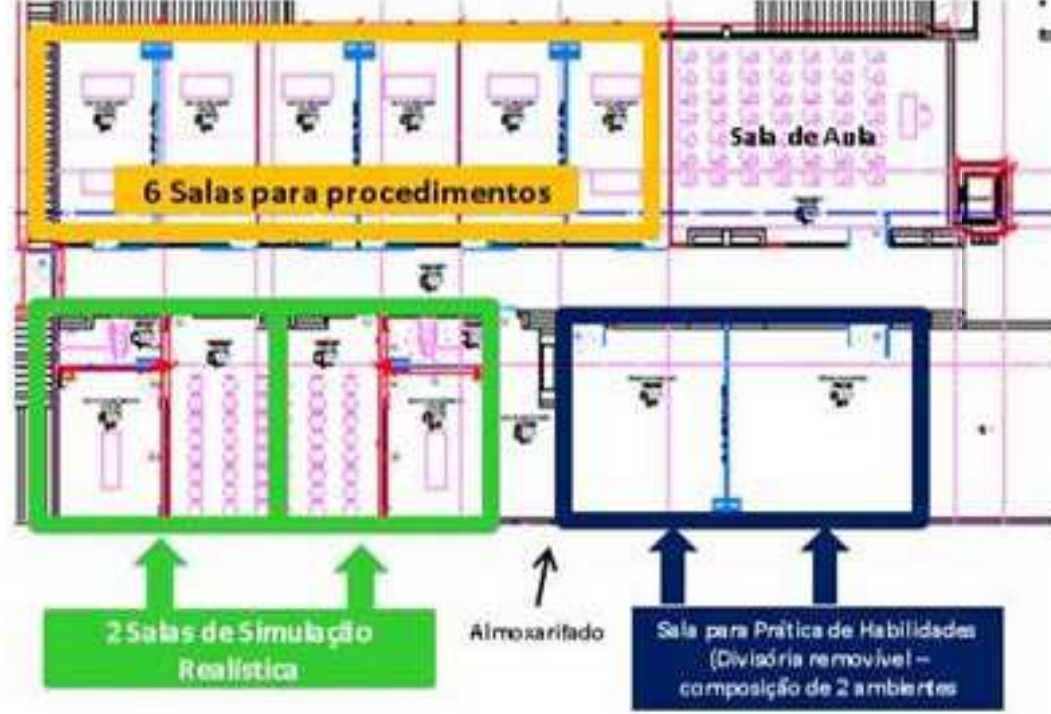 6 Salas para procedimentos
Sala de Aula
2 Salas de Simulação
Realística
Almoxarifado
Sala para Prática de Habilidades
(Divisória removível –
composição de 2 ambientes